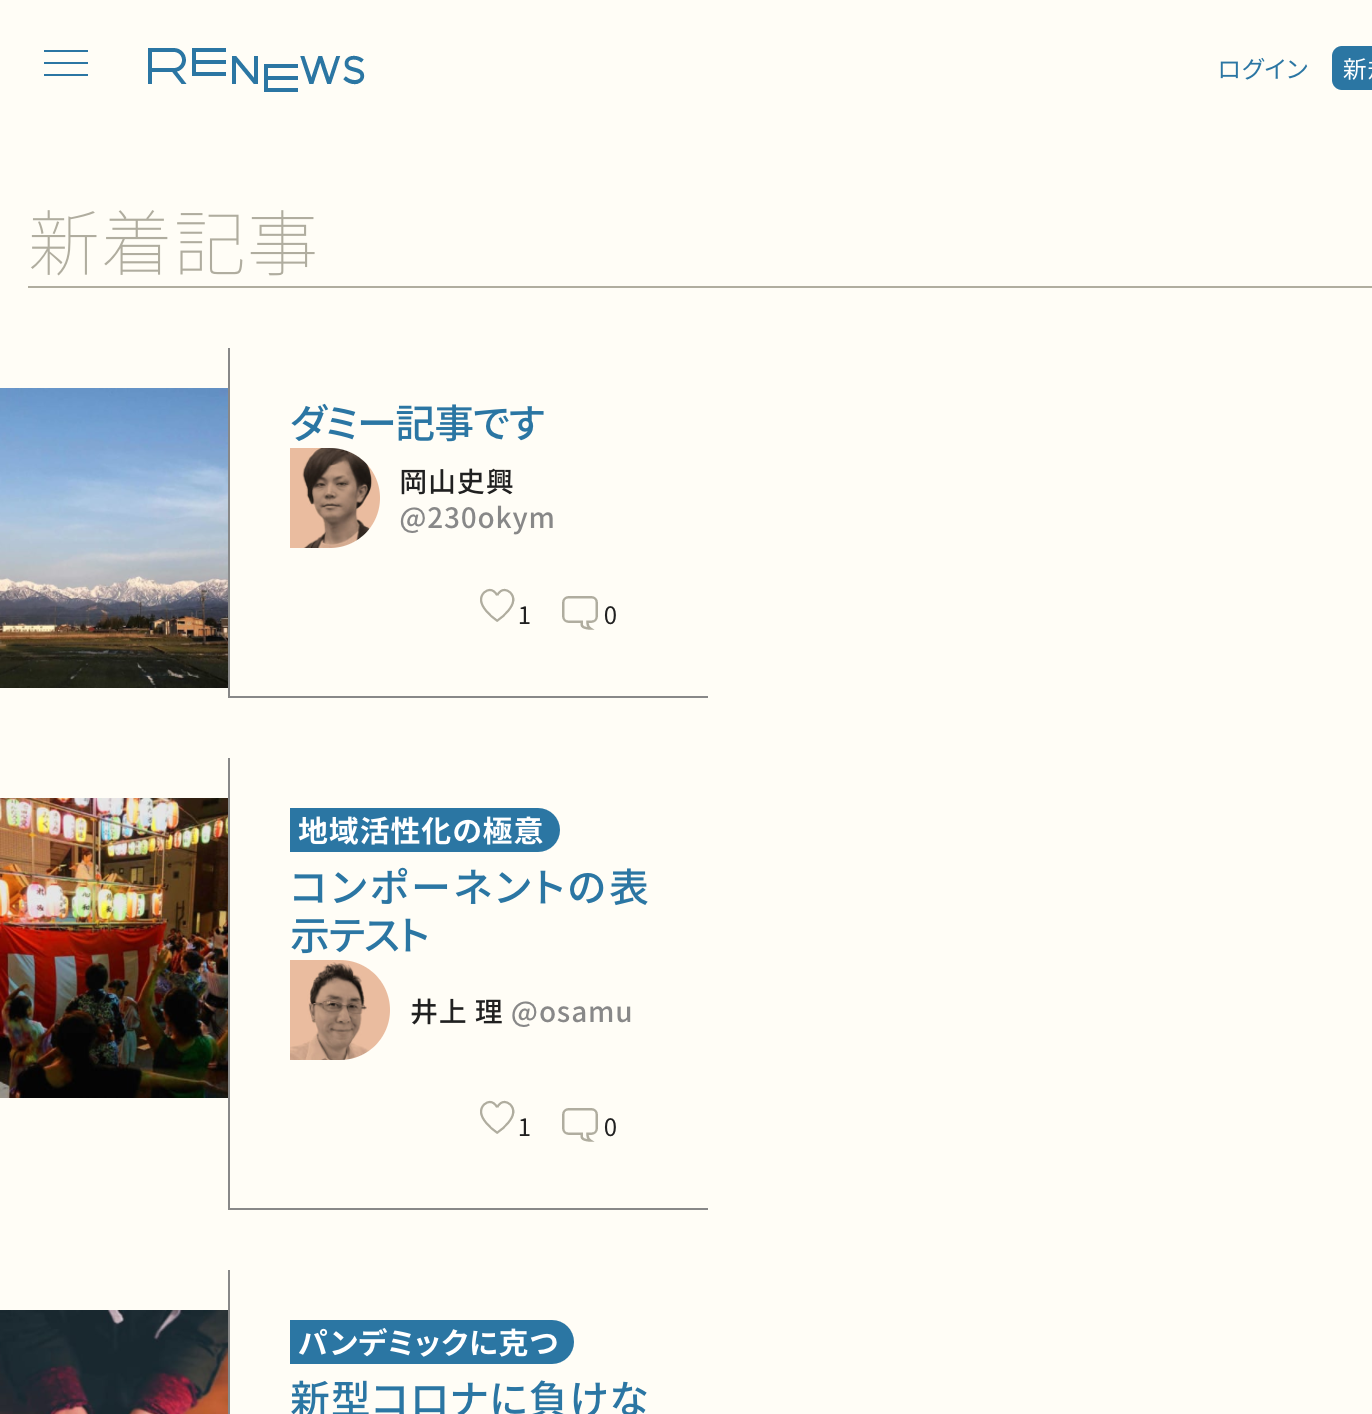 RENEWS
ログイン
新
新着記事
ダミー記事です
岡山史興
@230okym
1
0
地域活性化の極意
コンポーネントの表
示テスト
井上 理 @osamu
1
0
パンデミックに克つ
新型コロナに負けな